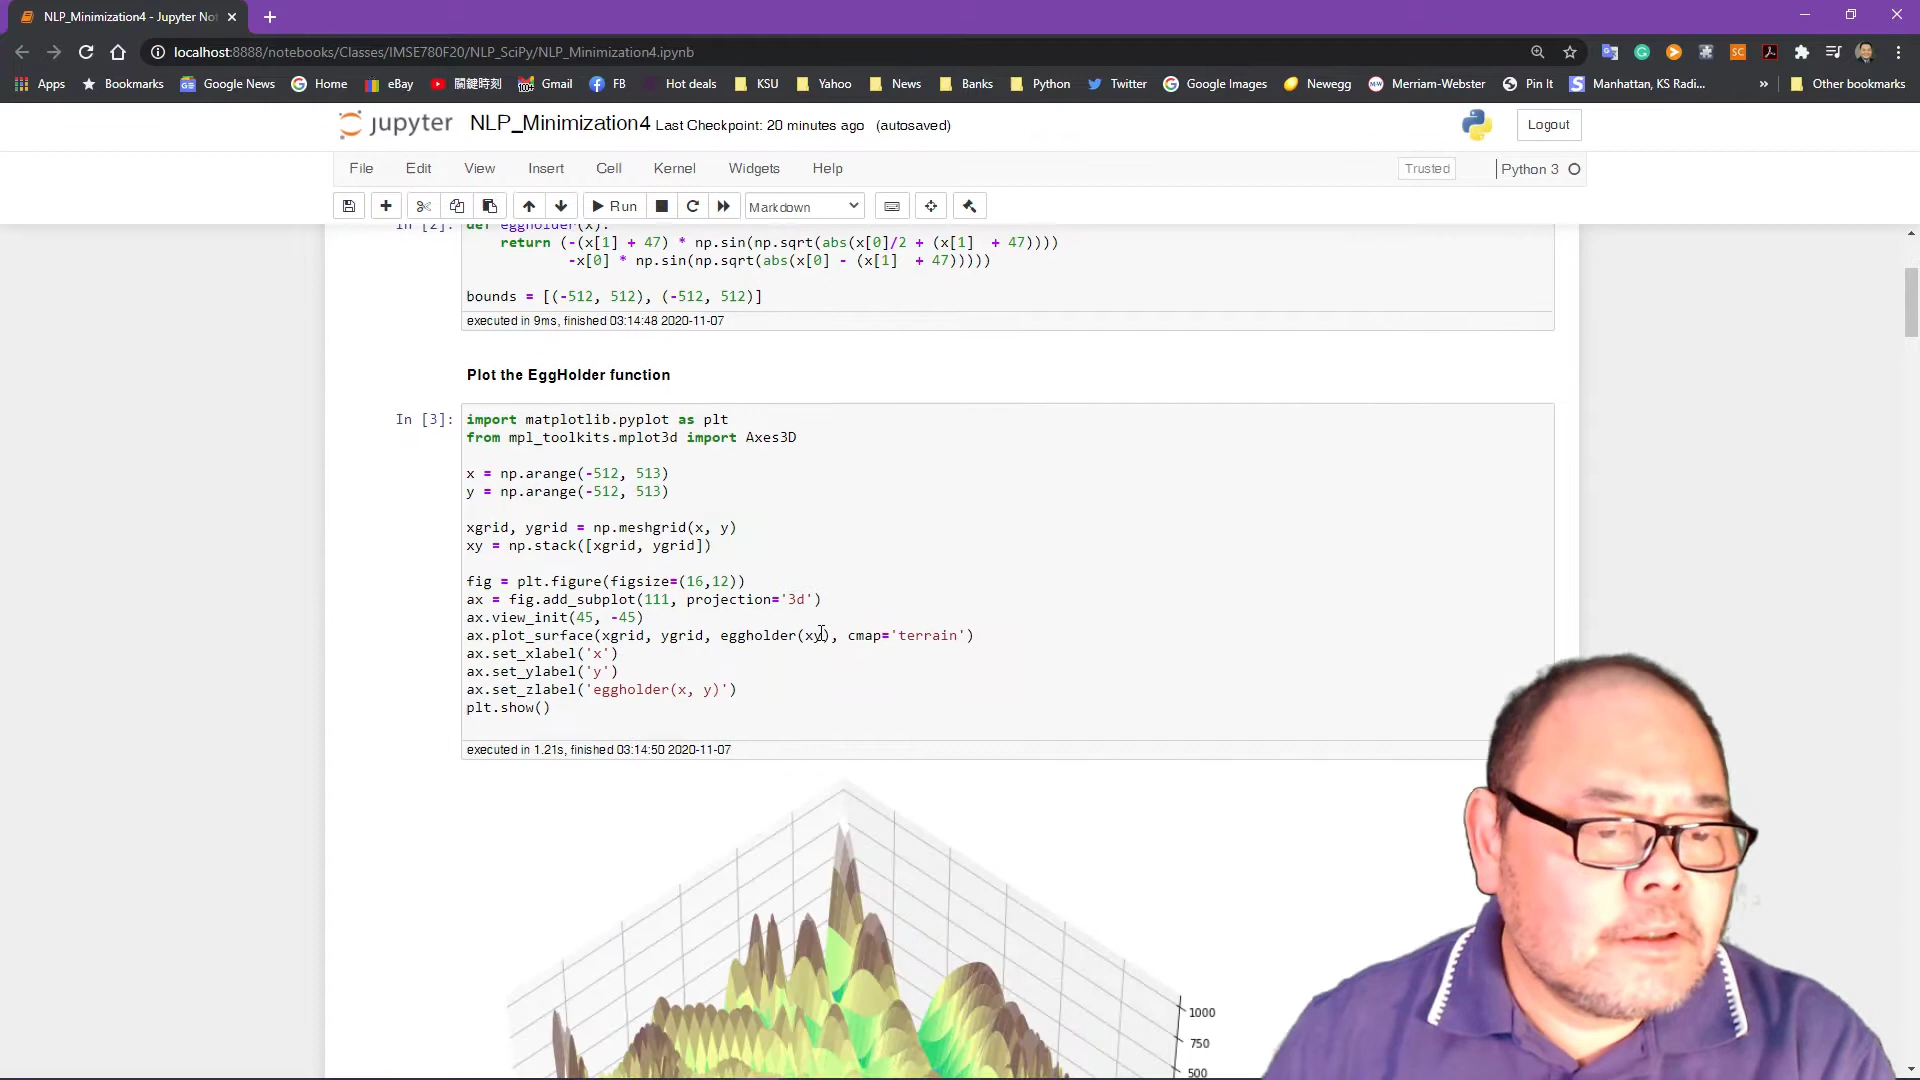 NLP_Minimization4 - Jupyter No
localhost:8888/notebooks/Classes/IMSE780F20/NLP_SciPy/NLP_Minimization4.ipynb
Apps Bookmarks Google News Home eBay 關鍵時刻 Gmail FB Hot deals KSU Yahoo News Banks Python Twitter Google Images Newegg Merriam-Webster Pin It Manhattan, KS Radi... » Other bookmarks
jupyter NLP_Minimization4 Last Checkpoint: 20 minutes ago (autosaved) Logout
File Edit View Insert Cell Kernel Widgets Help Trusted Python 3
Run Markdown
In [2]: def eggholder(x):
return (-(x[1] + 47) * np.sin(np.sqrt(abs(x[0]/2 + (x[1] + 47))))
-x[0] * np.sin(np.sqrt(abs(x[0] - (x[1] + 47)))))
bounds = [(-512, 512), (-512, 512)]
executed in 9ms, finished 03:14:48 2020-11-07
Plot the EggHolder function
In [3]: import matplotlib.pyplot as plt
from mpl_toolkits.mplot3d import Axes3D
x = np.arange(-512, 513)
y = np.arange(-512, 513)
xgrid, ygrid = np.meshgrid(x, y)
xy = np.stack([xgrid, ygrid])
fig = plt.figure(figsize=(16,12))
ax = fig.add_subplot(111, projection='3d')
ax.view_init(45, -45)
ax.plot_surface(xgrid, ygrid, eggholder(xy), cmap='terrain')
ax.set_xlabel('x')
ax.set_ylabel('y')
ax.set_zlabel('eggholder(x, y)')
plt.show()
executed in 1.21s, finished 03:14:50 2020-11-07
1000
750
500